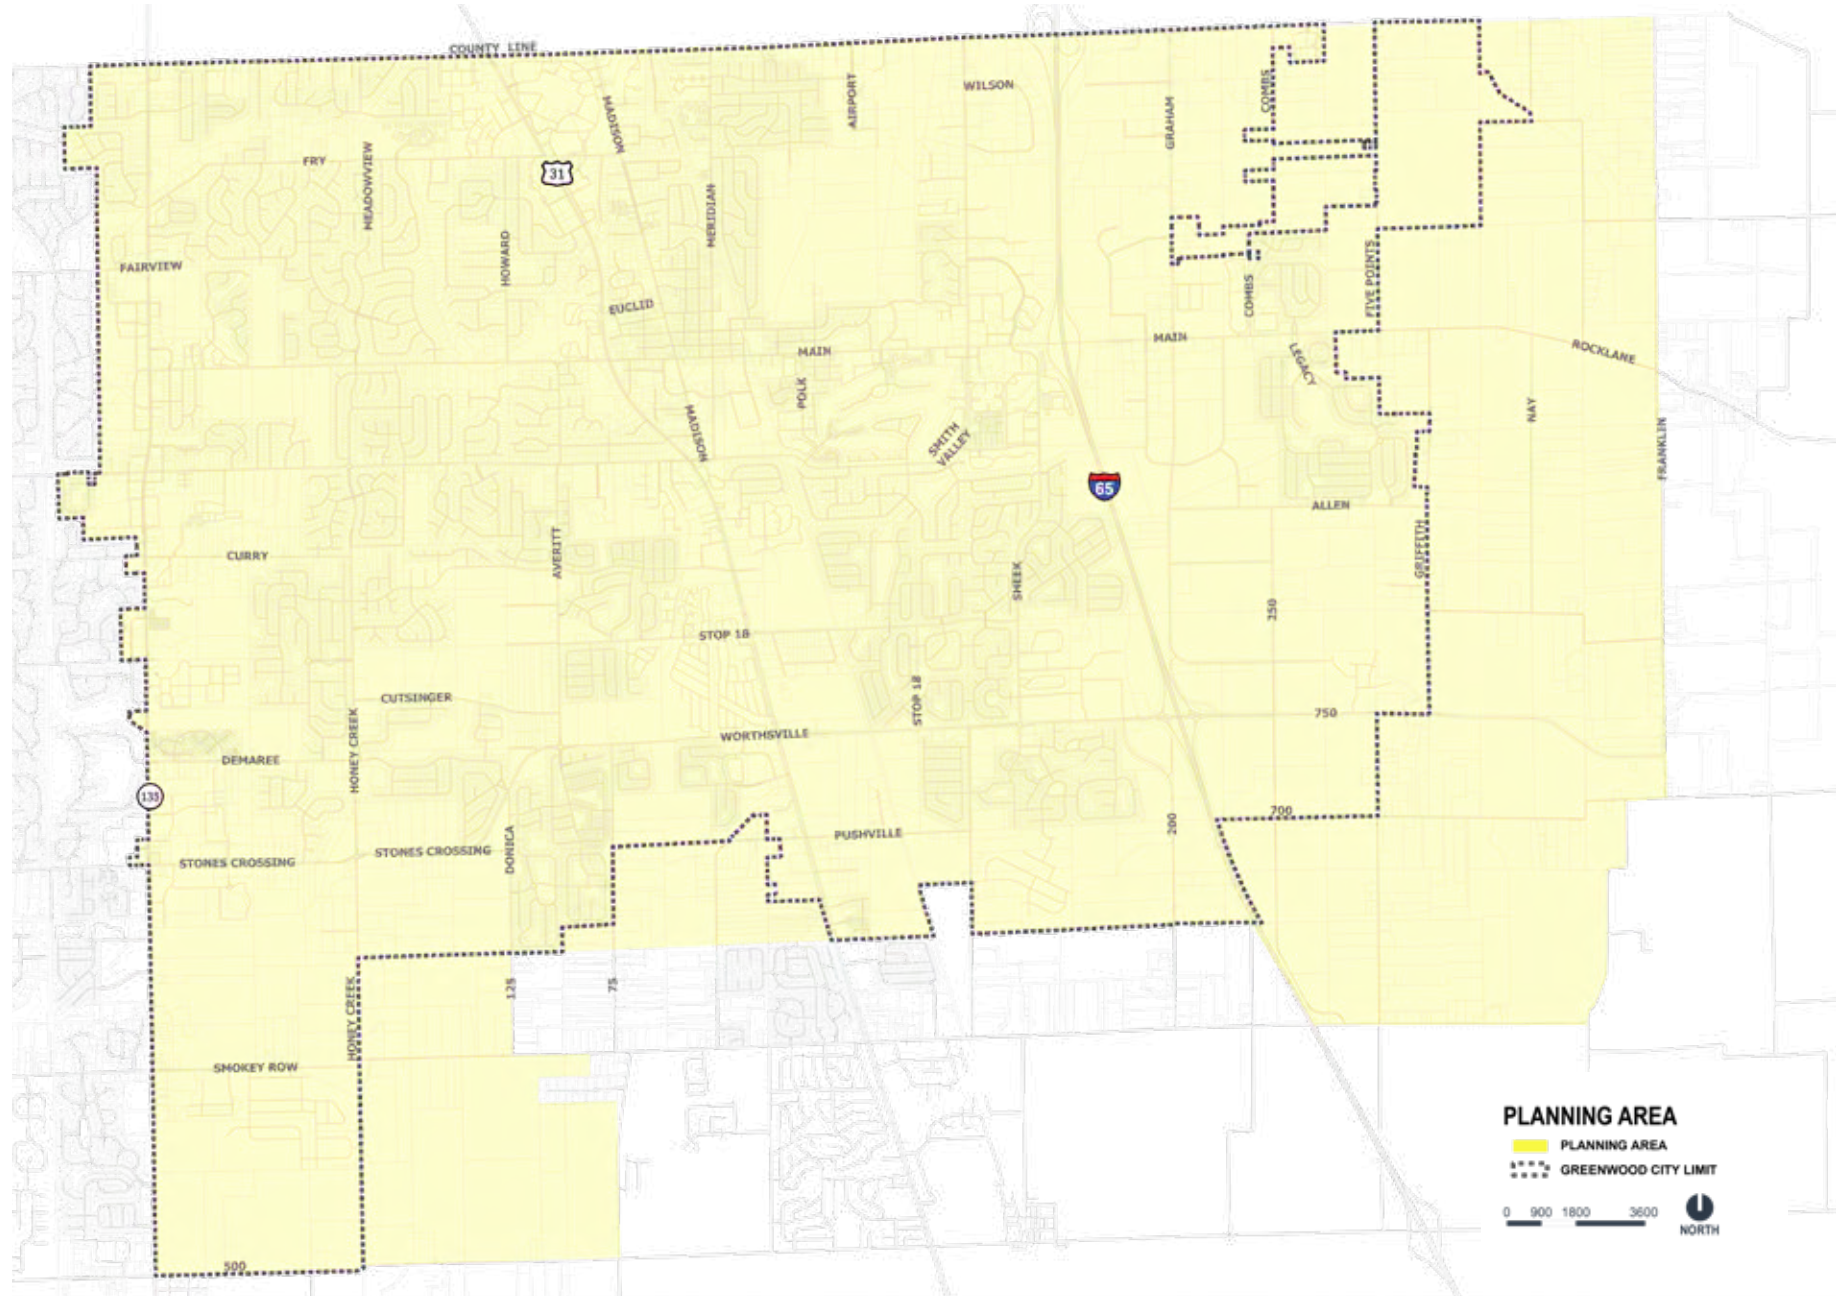 COUNTY LINE
MADISON
AIRPORT
WILSON
COMBS
GRAHAM
FRY
MEADOWVIEW
31
MERIDIAN
HOWARD
FAIRVIEW
EUCLID
COMBS
FIVE POINTS
MAIN
MAIN
LEGACY
ROCKLANE
POLK
NAY
MADISON
SMITH
VALLEY
FRANKLIN
65
ALLEN
GRIFFITH
CURRY
AVERITT
SHEEK
250
STOP 18
CUTSINGER
STOP 18
HONEY CREEK
750
WORTHSVILLE
DEMAREE
135
700
200
PUSHVILLE
DONICA
STONES CROSSING
STONES CROSSING
125
75
HONEY CREEK
SMOKEY ROW
500
PLANNING AREA
PLANNING AREA
GREENWOOD CITY LIMIT
0 900 1800 3600
NORTH